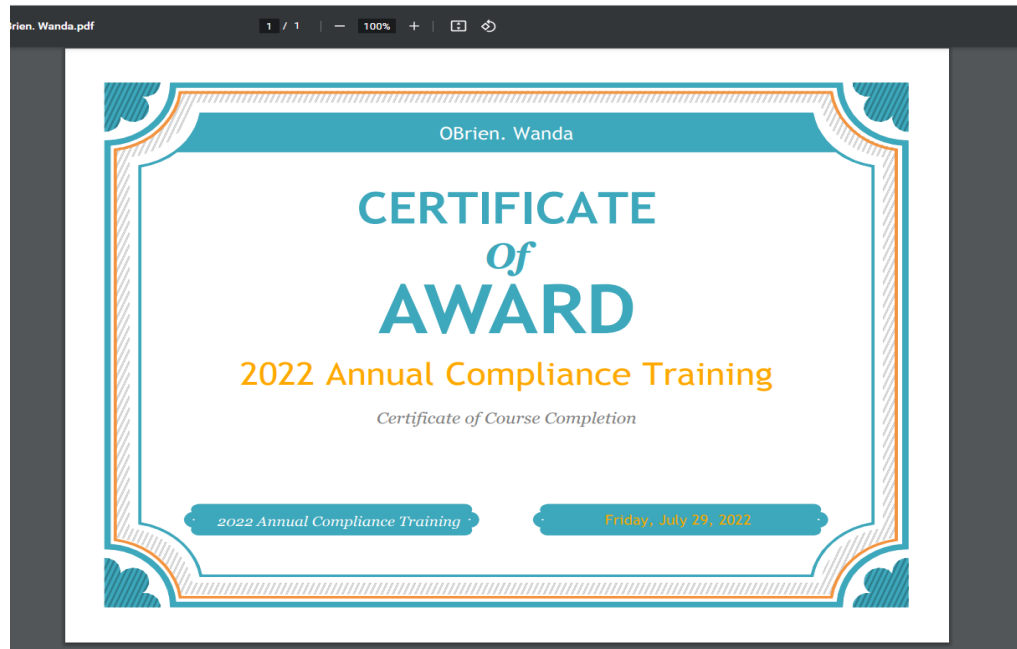 rien. Wanda.pdf
1 / 1 | — 100% + |
OBrien. Wanda
CERTIFICATE
Of
AWARD
2022 Annual Compliance Training
Certificate of Course Completion
2022 Annual Compliance Training
Friday, July 29, 2022